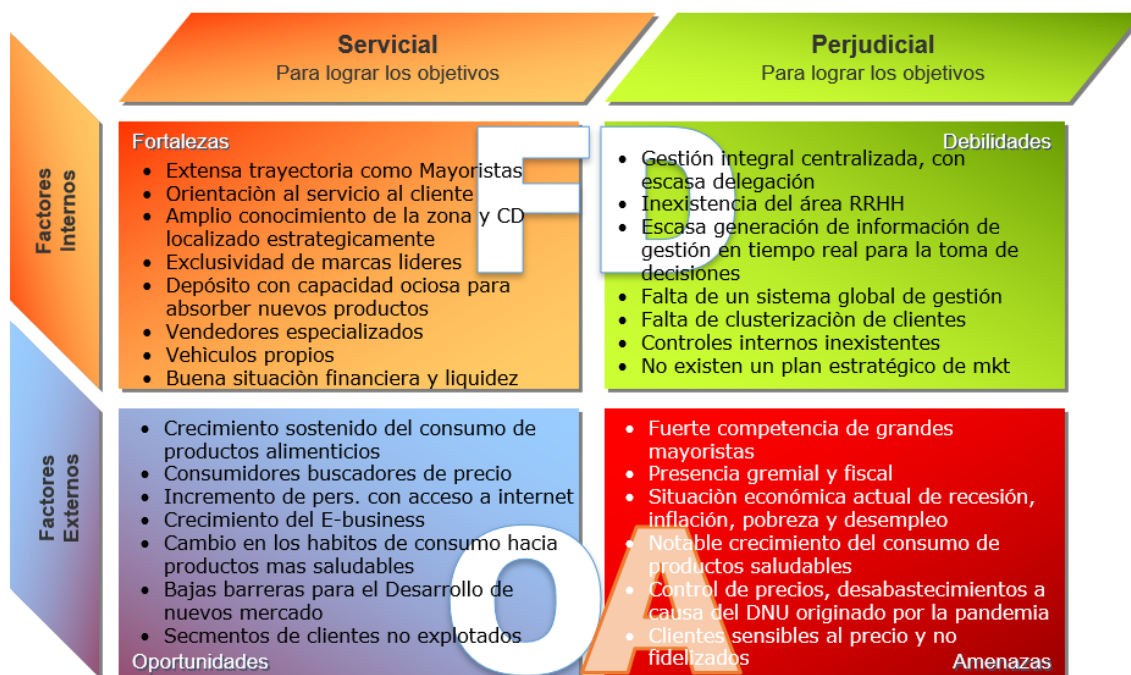 Servicial
Para lograr los objetivos
Perjudicial
Para lograr los objetivos
Factores
Internos
Fortalezas
• Extensa trayectoria como Mayoristas
• Orientaciòn al servicio al cliente
• Amplio conocimiento de la zona y CD
localizado estrategicamente
• Exclusividad de marcas lideres
• Depósito con capacidad ociosa para
absorber nuevos productos
• Vendedores especializados
• Vehìculos propios
• Buena situaciòn financiera y liquidez
F
Debilidades
• Gestión integral centralizada, con
escasa delegación
• Inexistencia del área RRHH
• Escasa generación de información de
gestión en tiempo real para la toma de
decisiones
• Falta de un sistema global de gestión
• Falta de clusterizaciòn de clientes
• Controles internos inexistentes
• No existen un plan estratégico de mkt
D
Factores
Externos
• Crecimiento sostenido del consumo de
productos alimenticios
• Consumidores buscadores de precio
• Incremento de pers. con acceso a internet
• Crecimiento del E-business
• Cambio en los habitos de consumo hacia
productos mas saludables
• Bajas barreras para el Desarrollo de
nuevos mercado
• Secmentos de clientes no explotados
Oportunidades
O
• Fuerte competencia de grandes
mayoristas
• Presencia gremial y fiscal
• Situaciòn económica actual de recesión,
inflación, pobreza y desempleo
• Notable crecimiento del consumo de
productos saludables
• Control de precios, desabastecimientos a
causa del DNU originado por la pandemia
• Clientes sensibles al precio y no
fidelizados
Amenazas
A